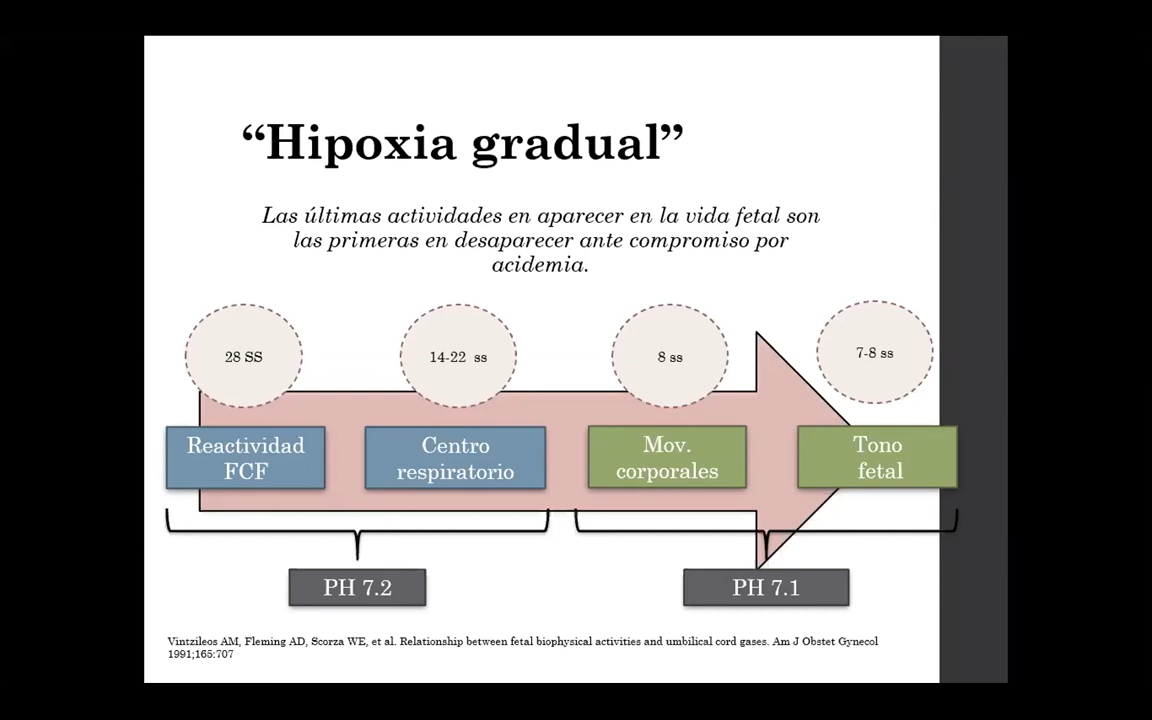 “Hipoxia gradual”
Las últimas actividades en aparecer en la vida fetal son
las primeras en desaparecer ante compromiso por
acidemia.
28 SS
14-22 ss
8 ss
7-8 ss
Reactividad
FCF
Centro
respiratorio
Mov.
corporales
Tono
fetal
PH 7.2
PH 7.1
Vintzileos AM, Fleming AD, Scorza WE, et al. Relationship between fetal biophysical activities and umbilical cord gases. Am J Obstet Gynecol
1991;165:707